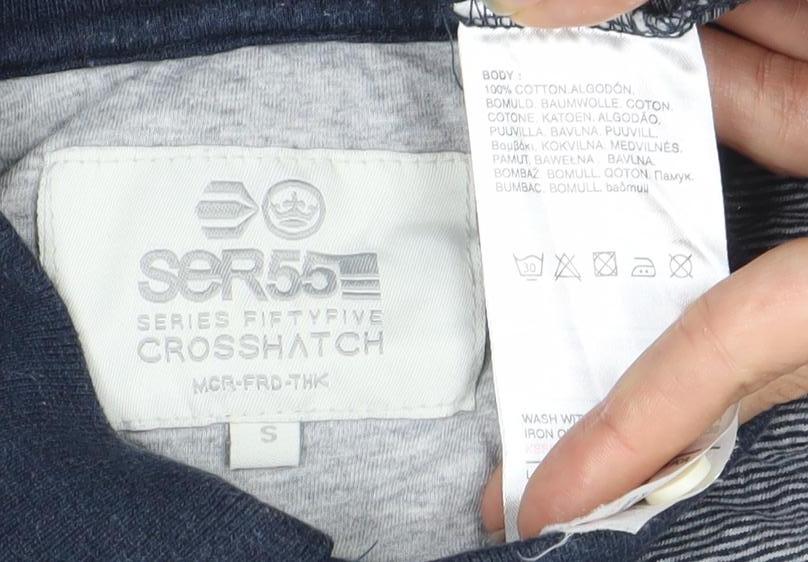 SER55
SERIES FIFTYFIVE
CROSSHATCH
MCR-FRD-THK
S
BODY :
100% COTTON.ALGODÓN.
BOMULD. BAUMWOLLE. COTON.
COTONE. KATOEN. ALGODÃO.
PUUVILLA. BAVLNA. PUUVILL.
Βαμβάκι. KOKVILNA. MEDVILNĖS.
PAMUT. BAWEŁNA. BAVLNA.
BOMBAŽ. BOMULL. QOTON. Памук.
BUMBAC. BOMULL. baðmull
30
WASH WIT
IRON O